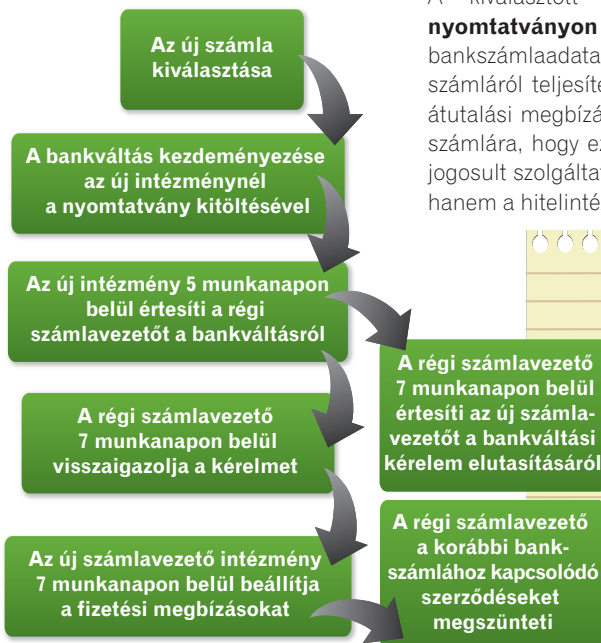 A kiválasztott
nyomtatványon
számláról teljesíte
átutalási megbízá
számlára, hogy ez
jogosult szolgálta
hanem a hitelinté
Az új számla
kiválasztása
A bankváltás kezdeményezése
az új intézménynél
a nyomtatvány kitöltésével
Az új intézmény 5 munkanapon
belül értesíti a régi
számlavezetőt a bankváltásról
A régi számlavezető
7 munkanapon belül
értesíti az új számla-
vezetőt a bankváltási
kérelem elutasításáról
A régi számlavezető
7 munkanapon belül
visszaigazolja a kérelmet
Az új számlavezető intézmény
7 munkanapon belül beállítja
a fizetési megbízásokat
A régi számlavezető
a korábbi bank-
számlához kapcsolódó
szerződéseket
megszünteti